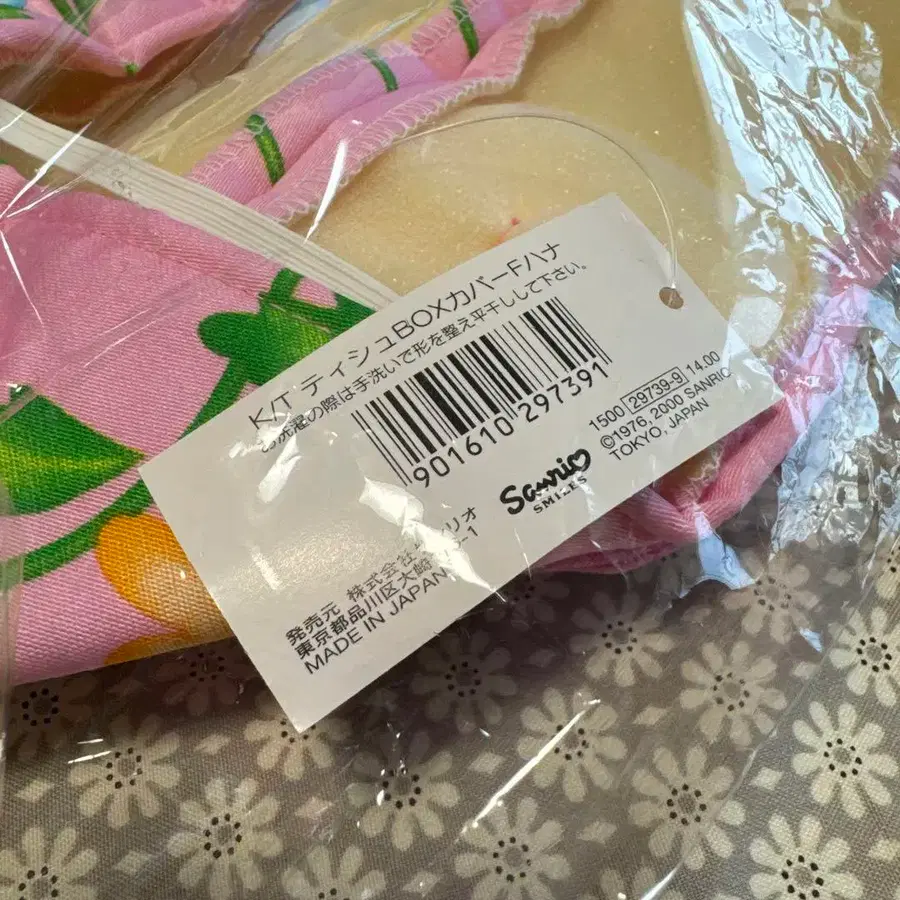 K/T ティシュBOXカバーFハナ
お洗濯の際は手洗いで形を整え平干しして下さい。
901610 297391
1500 29739-9 14.00
©1976, 2000 SANRIO
TOKYO, JAPAN
Sanrio
SMILES
発売元 株式会社サンリオ
東京都品川区大崎 -1
MADE IN JAPAN